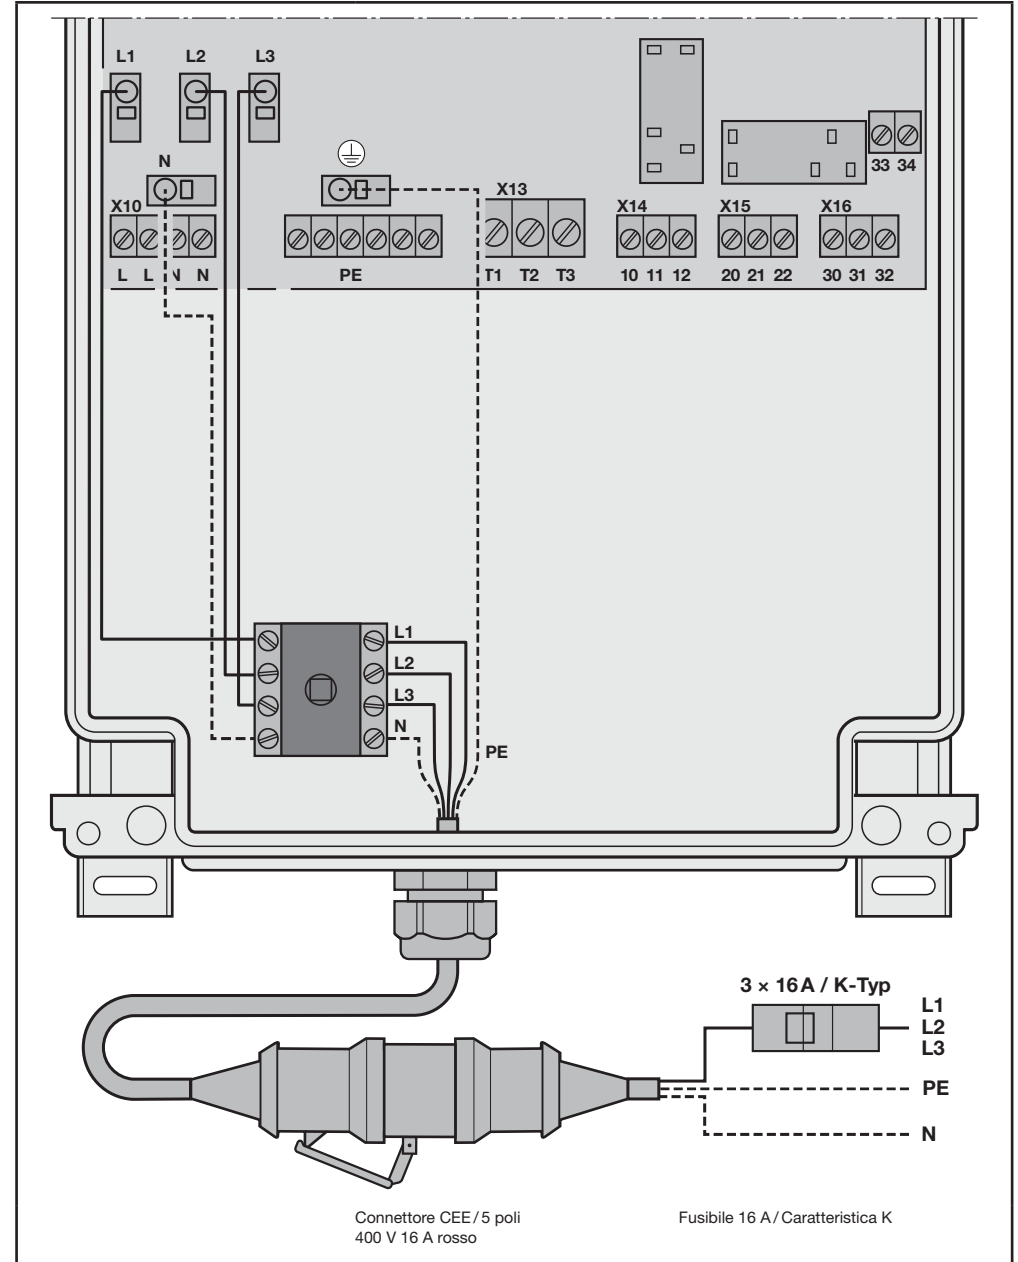 L1 L2 L3
N
33 34
X10 X13 X14 X15 X16
L L N N PE T1 T2 T3 10 11 12 20 21 22 30 31 32
L1
L2
L3
N
PE
3 × 16 A / K-Typ
L1
L2
L3
PE
N
Connettore CEE / 5 poli
400 V 16 A rosso
Fusibile 16 A / Caratteristica K